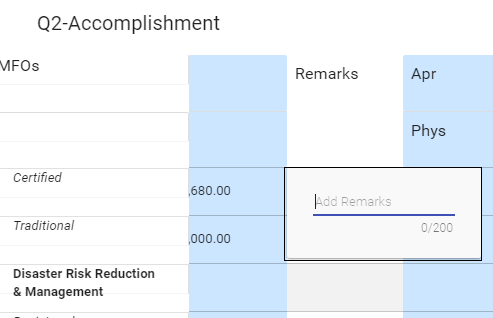 Q2-Accomplishment
MFOs
Remarks
Apr
Phys
Certified
,680.00
Add Remarks
0/200
Traditional
,000.00
Disaster Risk Reduction
& Management